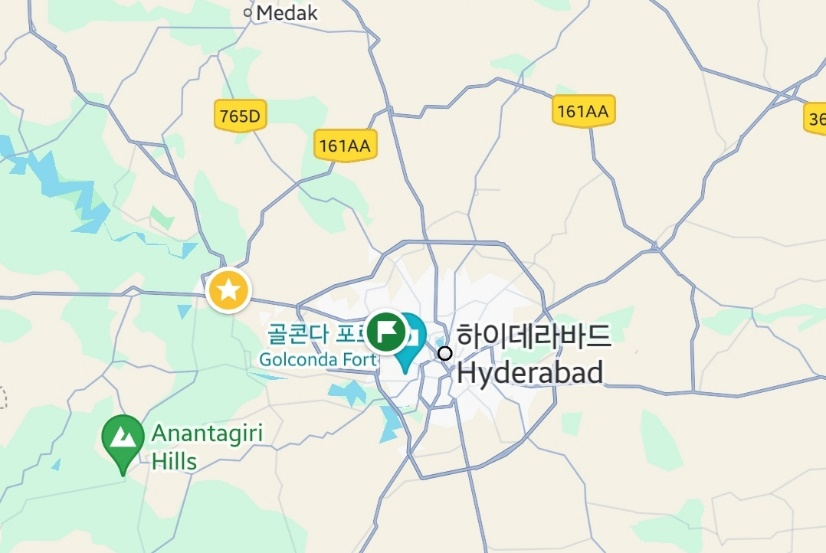 Medak
765D
161AA
161AA
36
골콘다 포
Golconda Fort
하이데라바드
Hyderabad
Anantagiri
Hills